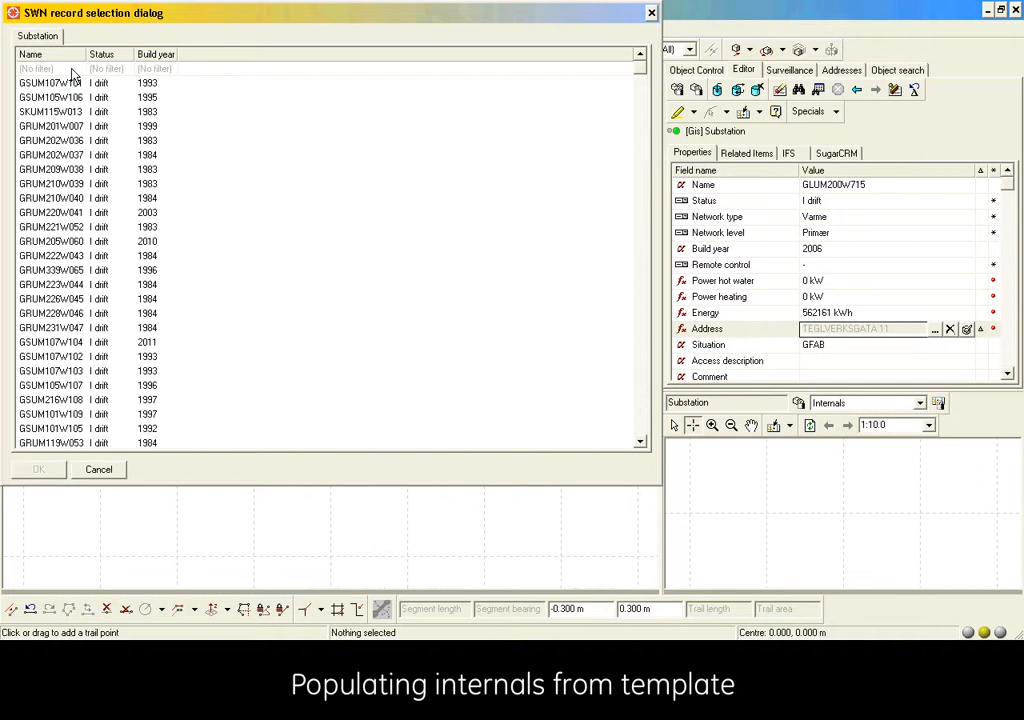 SWN record selection dialog
Substation
Name Status Build year
(No filter) (No filter) (No filter)
GSUM107W101 I drift 1993
GSUM105W106 I drift 1995
SKUM115W013 I drift 1983
GRUM201W007 I drift 1999
GRUM202W036 I drift 1983
GRUM202W037 I drift 1984
GRUM209W038 I drift 1983
GRUM210W039 I drift 1983
GRUM210W040 I drift 1984
GRUM220W041 I drift 2003
GRUM221W052 I drift 1983
GRUM205W060 I drift 2010
GRUM222W043 I drift 1984
GRUM339W065 I drift 1996
GRUM223W044 I drift 1984
GRUM226W045 I drift 1984
GRUM228W046 I drift 1984
GRUM231W047 I drift 1984
GSUM107W104 I drift 2011
GSUM107W102 I drift 1993
GSUM107W103 I drift 1993
GSUM105W107 I drift 1996
GSUM216W108 I drift 1997
GSUM101W109 I drift 1997
GSUM101W105 I drift 1992
GRUM119W053 I drift 1984
OK Cancel
All)
Object Control Editor Surveillance Addresses Object search
Specials
[Gis] Substation
Properties Related Items IFS SugarCRM
Field name Value
Name GLUM200W715
Status I drift *
Network type Varme *
Network level Primær *
Build year 2006
Remote control - *
Power hot water 0 kW
Power heating 0 kW
Energy 562161 kWh
Address TEGLVERKSGATA 11 ...
Situation GFAB
Access description
Comment
Substation Internals
1:10.0
Segment length Segment bearing -0.300 m 0.300 m Trail length Trail area
Click or drag to add a trail point Nothing selected Centre: 0.000, 0.000 m
Populating internals from template